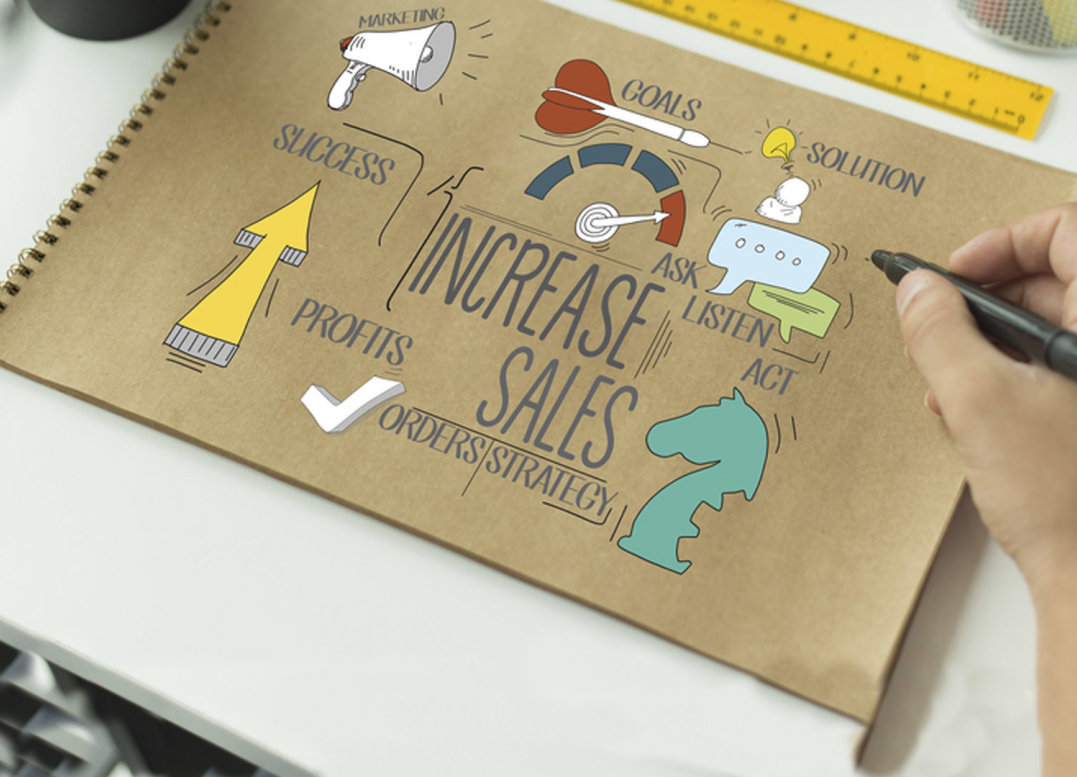 MARKETING
GOALS
SOLUTION
SUCCESS
INCREASE
SALES
ASK
LISTEN
ACT
PROFITS
ORDERS
STRATEGY